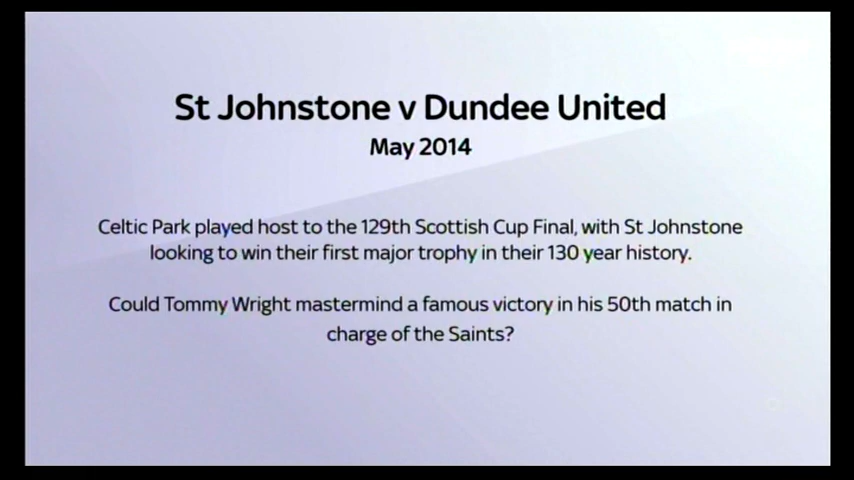 St Johnstone v Dundee United
May 2014
Celtic Park played host to the 129th Scottish Cup Final, with St Johnstone
looking to win their first major trophy in their 130 year history.
Could Tommy Wright mastermind a famous victory in his 50th match in
charge of the Saints?